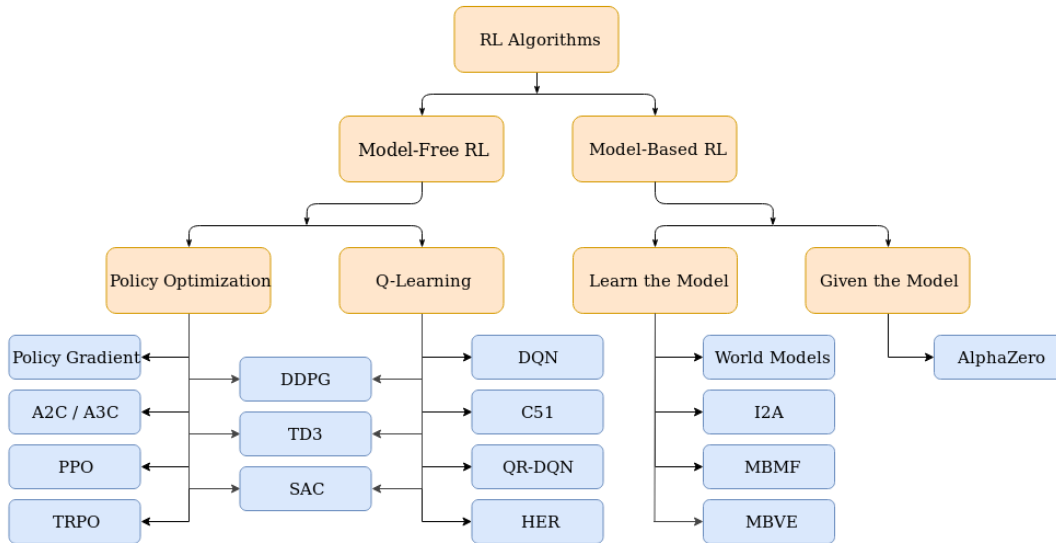 RL Algorithms
Model-Free RL
Model-Based RL
Policy Optimization
Q-Learning
Learn the Model
Given the Model
Policy Gradient
DQN
World Models
AlphaZero
DDPG
A2C / A3C
C51
I2A
TD3
PPO
QR-DQN
MBMF
SAC
TRPO
HER
MBVE